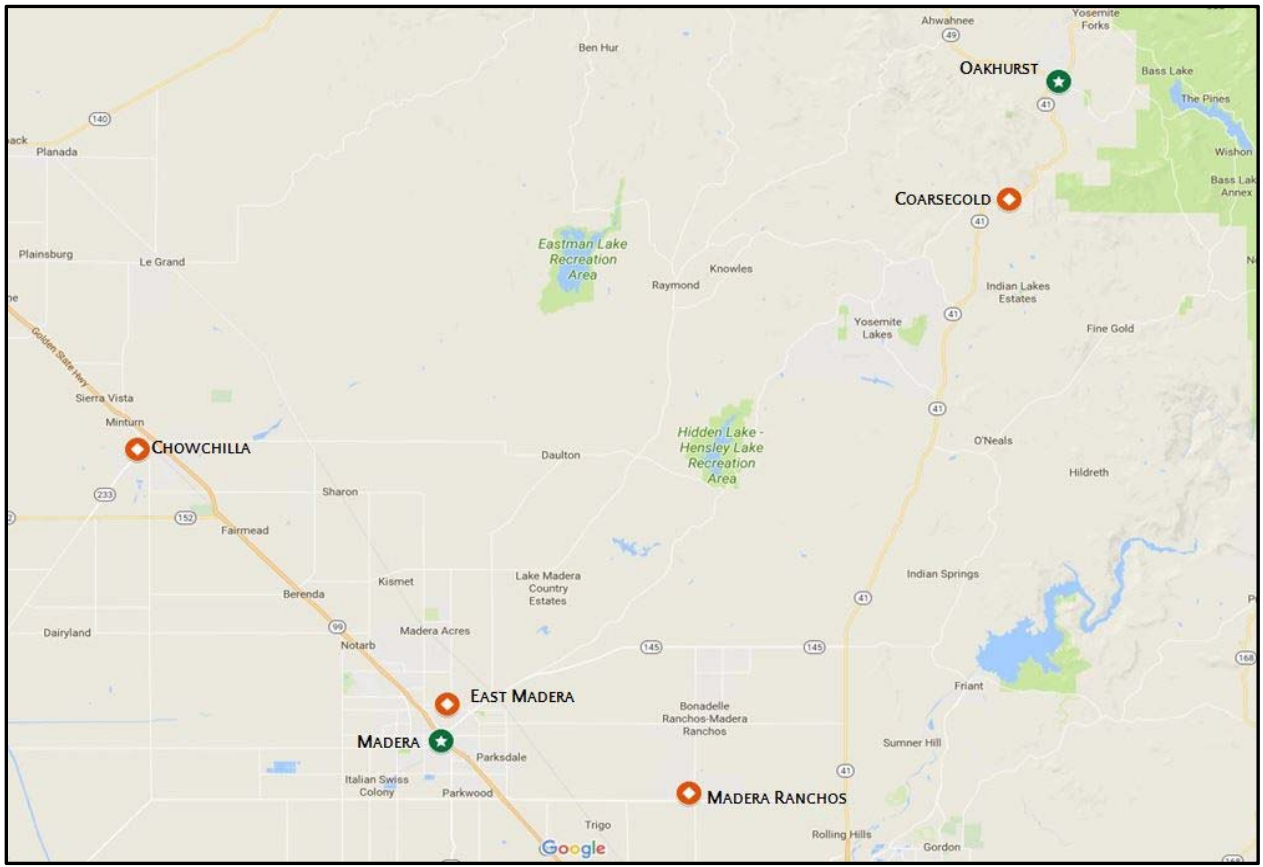 Ahwahnee
Yosemite
Forks
49
OAKHURST
Ben Hur
Bass Lake
41
The Pines
140
Planada
Wishon
Bass Lak
Annex
COARSEGOLD
41
Plainsburg
Le Grand
Eastman Lake
Recreation
Area
Knowles
Raymond
Indian Lakes
Estates
41
Yosemite
Lakes
Fine Gold
Golden State Hwy
Sierra Vista
Minturn
41
CHOWCHILLA
Hidden Lake -
Hensley Lake
Recreation
Area
O'Neals
Daulton
Hildreth
233
Sharon
152
Fairmead
Indian Springs
Kismet
Lake Madera
Country
Estates
Berenda
41
99
Madera Acres
Dairyland
Notarb
145
145
168
Friant
EAST MADERA
Bonadelle
Ranchos-Madera
Ranchos
MADERA
Sumner Hill
Parksdale
41
Italian Swiss
Colony
Parkwood
MADERA RANCHOS
Trigo
Rolling Hills
Google
Gordon
168